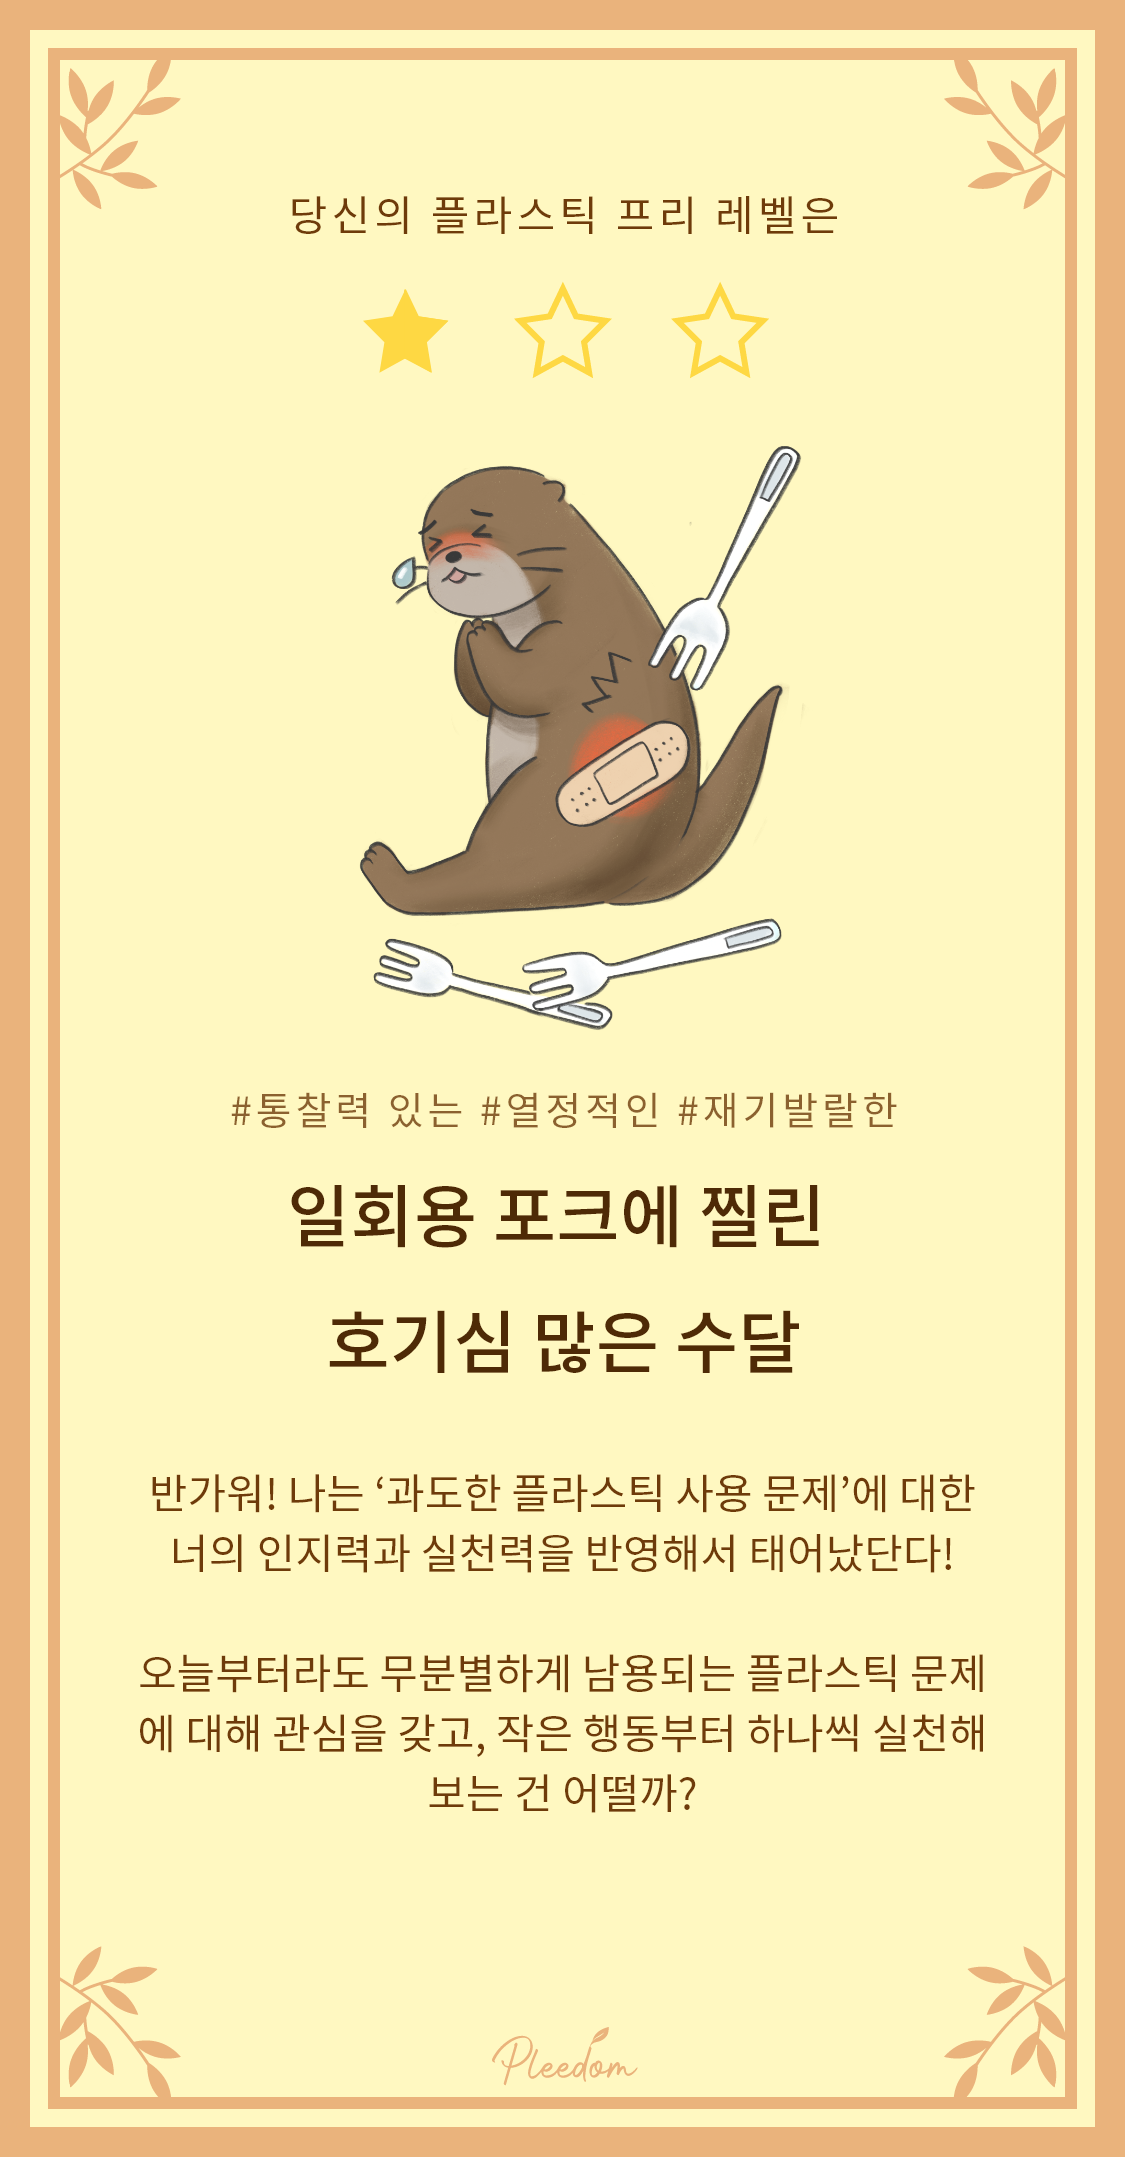 당신의 플라스틱 프리 레벨은
#통찰력 있는 #열정적인 #재기발랄한
일회용 포크에 찔린
호기심 많은 수달
반가워! 나는 ‘과도한 플라스틱 사용 문제’에 대한
너의 인지력과 실천력을 반영해서 태어났단다!
오늘부터라도 무분별하게 남용되는 플라스틱 문제
에 대해 관심을 갖고, 작은 행동부터 하나씩 실천해
보는 건 어떨까?
Pleedom